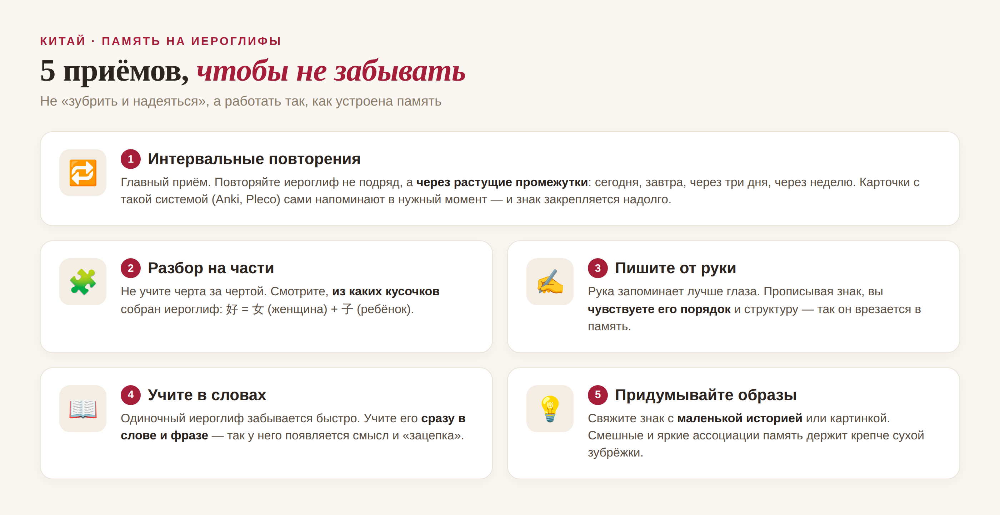 КИТАЙ · ПАМЯТЬ НА ИЕРОГЛИФЫ
5 приёмов, чтобы не забывать
Не «зубрить и надеяться», а работать так, как устроена память
1 Интервальные повторения
Главный приём. Повторяйте иероглиф не подряд, а через растущие промежутки: сегодня, завтра, через три дня, через неделю. Карточки с
такой системой (Anki, Pleco) сами напоминают в нужный момент — и знак закрепляется надолго.
2 Разбор на части
Не учите черта за чертой. Смотрите, из каких кусочков
собран иероглиф: 好 = 女 (женщина) + 子 (ребёнок).
3 Пишите от руки
Рука запоминает лучше глаза. Прописывая знак, вы
чувствуете его порядок и структуру — так он врезается в
память.
4 Учите в словах
Одиночный иероглиф забывается быстро. Учите его сразу в
слове и фразе — так у него появляется смысл и «зацепка».
5 Придумывайте образы
Свяжите знак с маленькой историей или картинкой.
Смешные и яркие ассоциации память держит крепче сухой
зубрёжки.